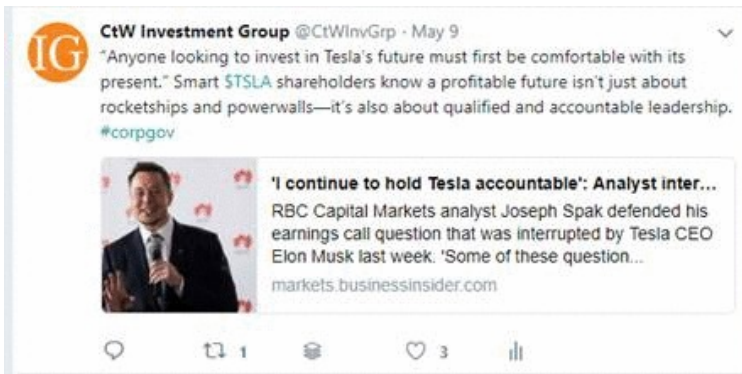 IG
CtW Investment Group @CtWInvGrp · May 9
"Anyone looking to invest in Tesla's future must first be comfortable with its
present." Smart $TSLA shareholders know a profitable future isn't just about
rocketships and powerwalls—it's also about qualified and accountable leadership.
#corpgov
'I continue to hold Tesla accountable': Analyst inter...
RBC Capital Markets analyst Joseph Spak defended his
earnings call question that was interrupted by Tesla CEO
Elon Musk last week. 'Some of these question...
markets.businessinsider.com
1 3